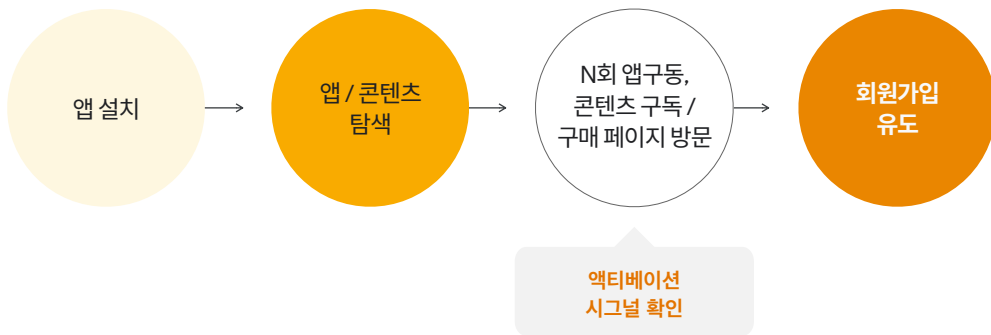 앱 설치
앱 / 콘텐츠
탐색
N회 앱구동,
콘텐츠 구독 /
구매 페이지 방문
회원가입
유도
액티베이션
시그널 확인